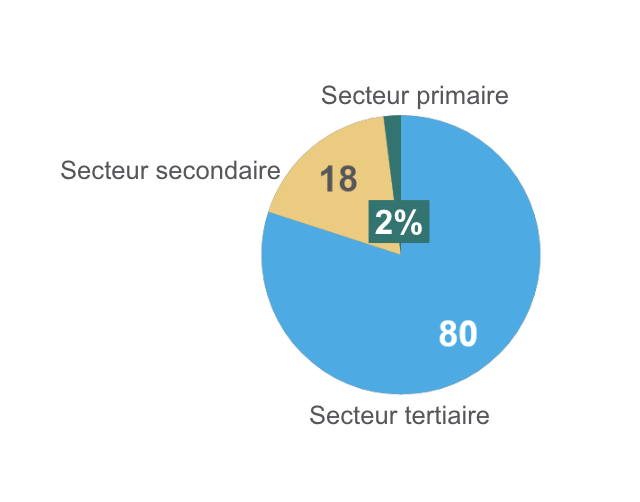 Secteur primaire
Secteur secondaire
18
2%
80
Secteur tertiaire